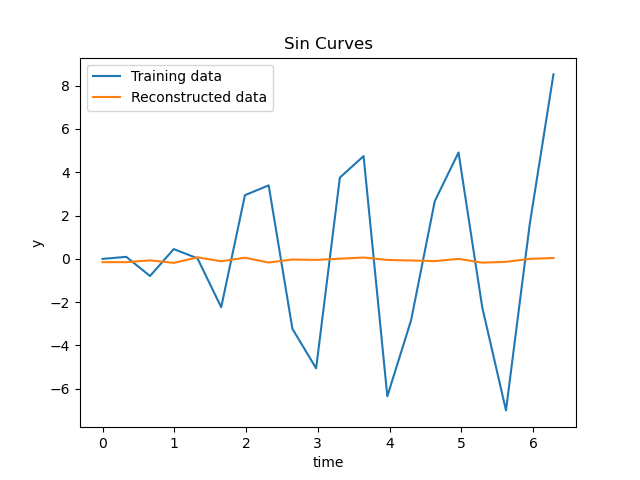 Sin Curves
Training data
Reconstructed data
8
6
4
2
0
−2
−4
−6
y
0 1 2 3 4 5 6
time